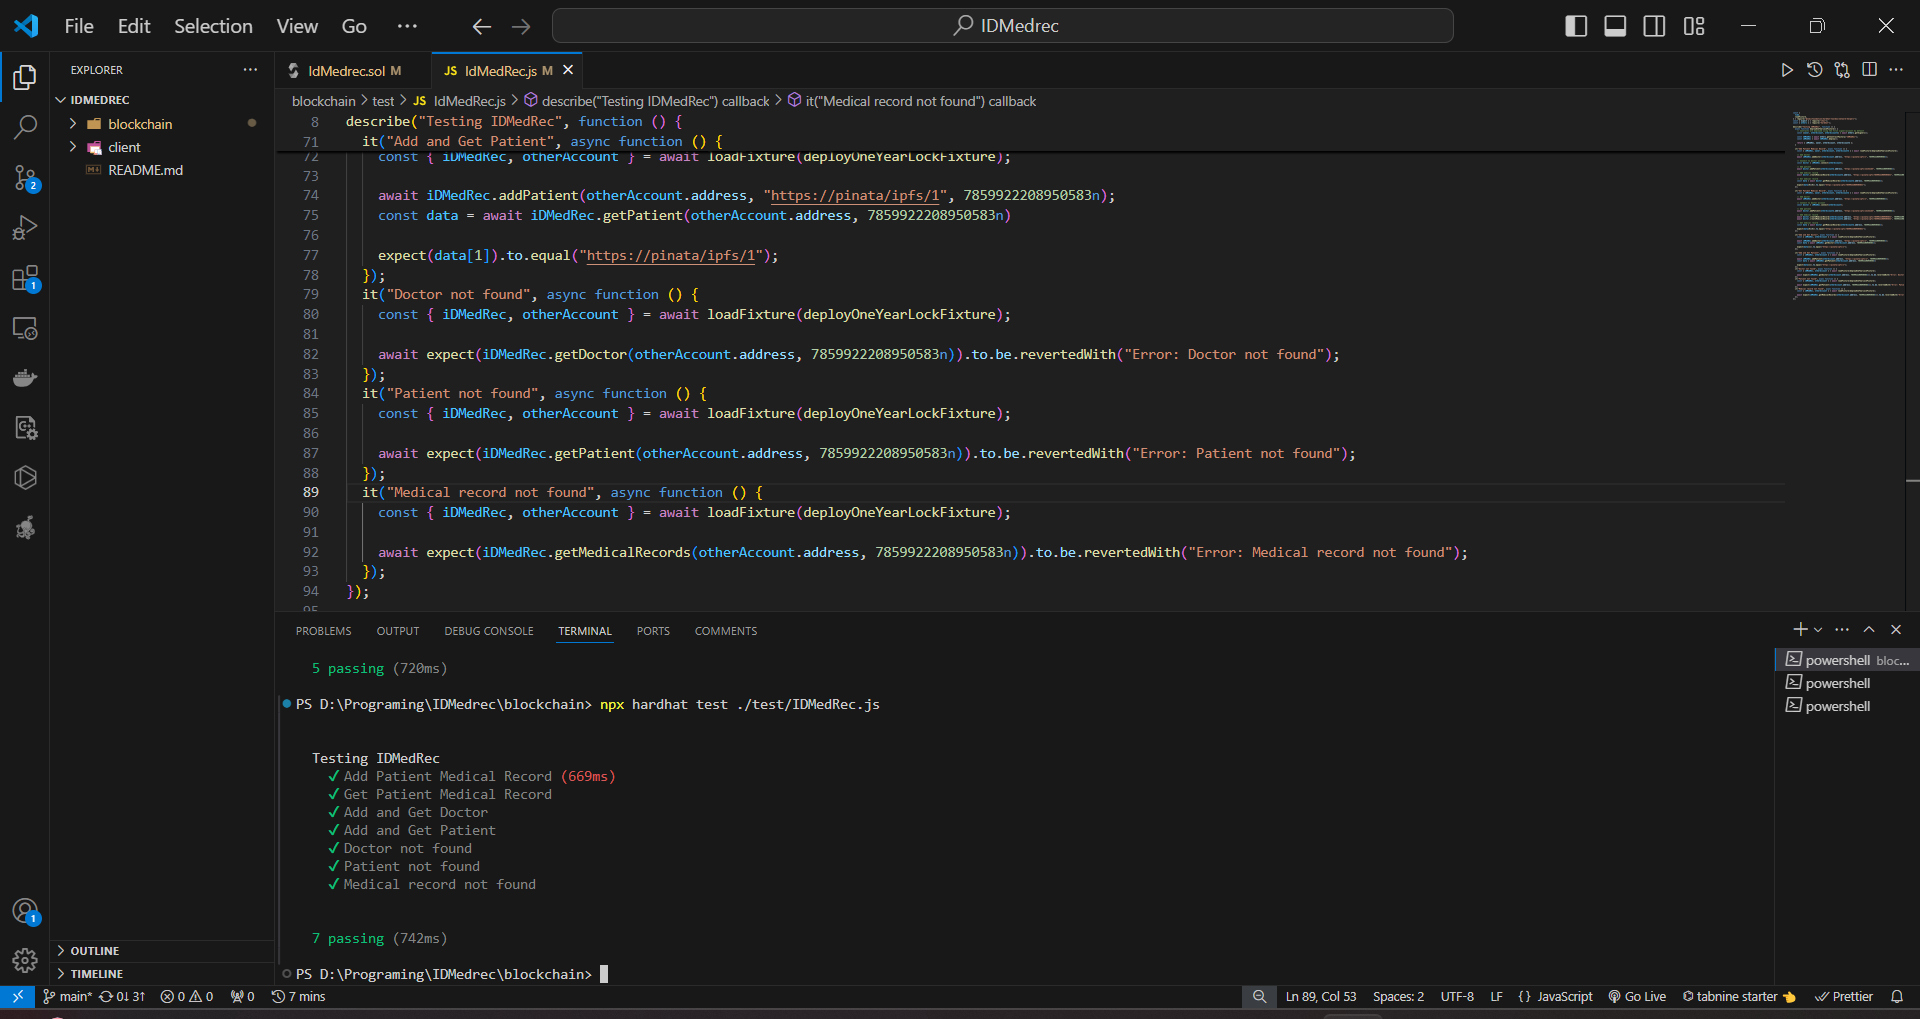 File Edit Selection View Go ··· IDMedrec
EXPLORER ···
IDMEDREC
blockchain
client
README.md
OUTLINE
TIMELINE
2
1
1
IdMedrec.sol M
JS IdMedRec.js M
blockchain > test > JS IdMedRec.js > describe("Testing IDMedRec") callback > it("Medical record not found") callback
8 describe("Testing IDMedRec", function () {
71 it("Add and Get Patient", async function () {
72 const { iDMedRec, otherAccount } = await loadFixture(deployOneYearLockFixture);
73
74 await iDMedRec.addPatient(otherAccount.address, "https://pinata/ipfs/1", 7859922208950583n);
75 const data = await iDMedRec.getPatient(otherAccount.address, 7859922208950583n)
76
77 expect(data[1]).to.equal("https://pinata/ipfs/1");
78 });
79 it("Doctor not found", async function () {
80 const { iDMedRec, otherAccount } = await loadFixture(deployOneYearLockFixture);
81
82 await expect(iDMedRec.getDoctor(otherAccount.address, 7859922208950583n)).to.be.revertedWith("Error: Doctor not found");
83 });
84 it("Patient not found", async function () {
85 const { iDMedRec, otherAccount } = await loadFixture(deployOneYearLockFixture);
86
87 await expect(iDMedRec.getPatient(otherAccount.address, 7859922208950583n)).to.be.revertedWith("Error: Patient not found");
88 });
89 it("Medical record not found", async function () {
90 const { iDMedRec, otherAccount } = await loadFixture(deployOneYearLockFixture);
91
92 await expect(iDMedRec.getMedicalRecords(otherAccount.address, 7859922208950583n)).to.be.revertedWith("Error: Medical record not found");
93 });
94 });
95
PROBLEMS OUTPUT DEBUG CONSOLE TERMINAL PORTS COMMENTS
5 passing (720ms)
PS D:\Programing\IDMedrec\blockchain> npx hardhat test ./test/IDMedRec.js
Testing IDMedRec
✓ Add Patient Medical Record (669ms)
✓ Get Patient Medical Record
✓ Add and Get Doctor
✓ Add and Get Patient
✓ Doctor not found
✓ Patient not found
✓ Medical record not found
7 passing (742ms)
PS D:\Programing\IDMedrec\blockchain>
powershell bloc...
powershell
powershell
main* 0↓ 3↑ 0 0 0 7 mins Ln 89, Col 53 Spaces: 2 UTF-8 LF {} JavaScript Go Live tabnine starter Prettier